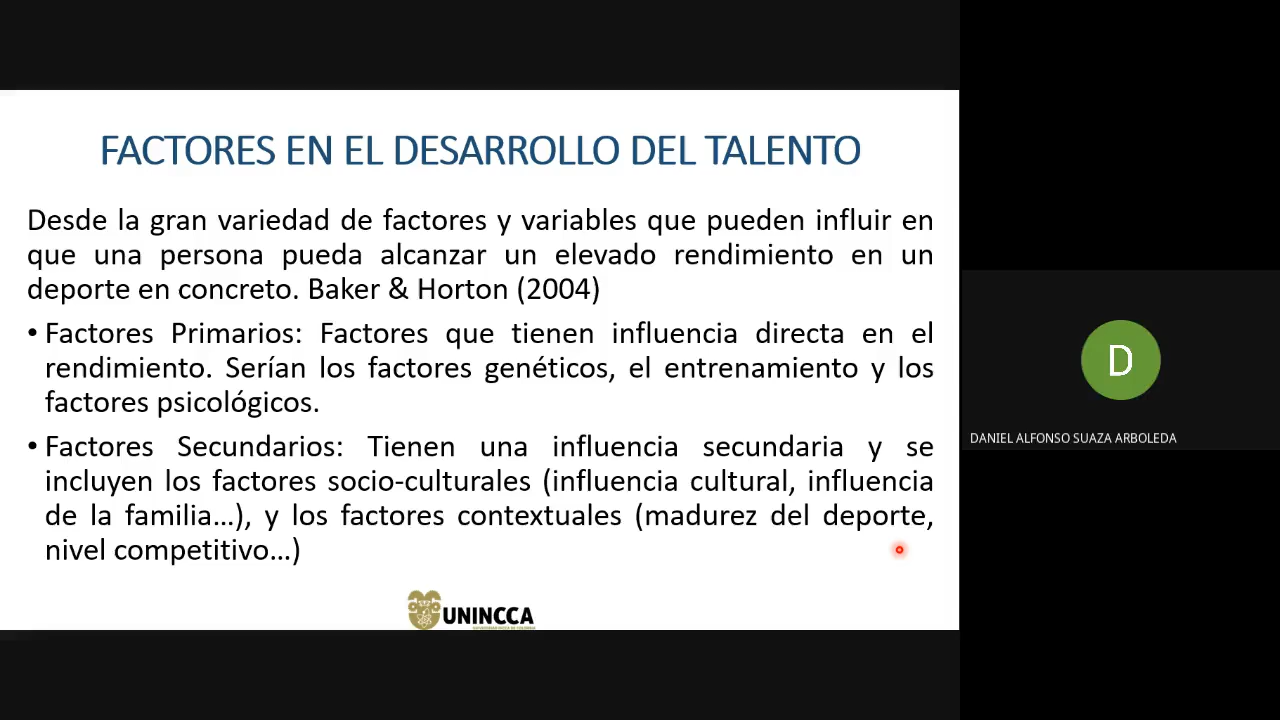 FACTORES EN EL DESARROLLO DEL TALENTO
Desde la gran variedad de factores y variables que pueden influir en
que una persona pueda alcanzar un elevado rendimiento en un
deporte en concreto. Baker & Horton (2004)
• Factores Primarios: Factores que tienen influencia directa en el
rendimiento. Serían los factores genéticos, el entrenamiento y los
factores psicológicos.
• Factores Secundarios: Tienen una influencia secundaria y se
incluyen los factores socio-culturales (influencia cultural, influencia
de la familia…), y los factores contextuales (madurez del deporte,
nivel competitivo…)
UNINCCA
D
DANIEL ALFONSO SUAZA ARBOLEDA